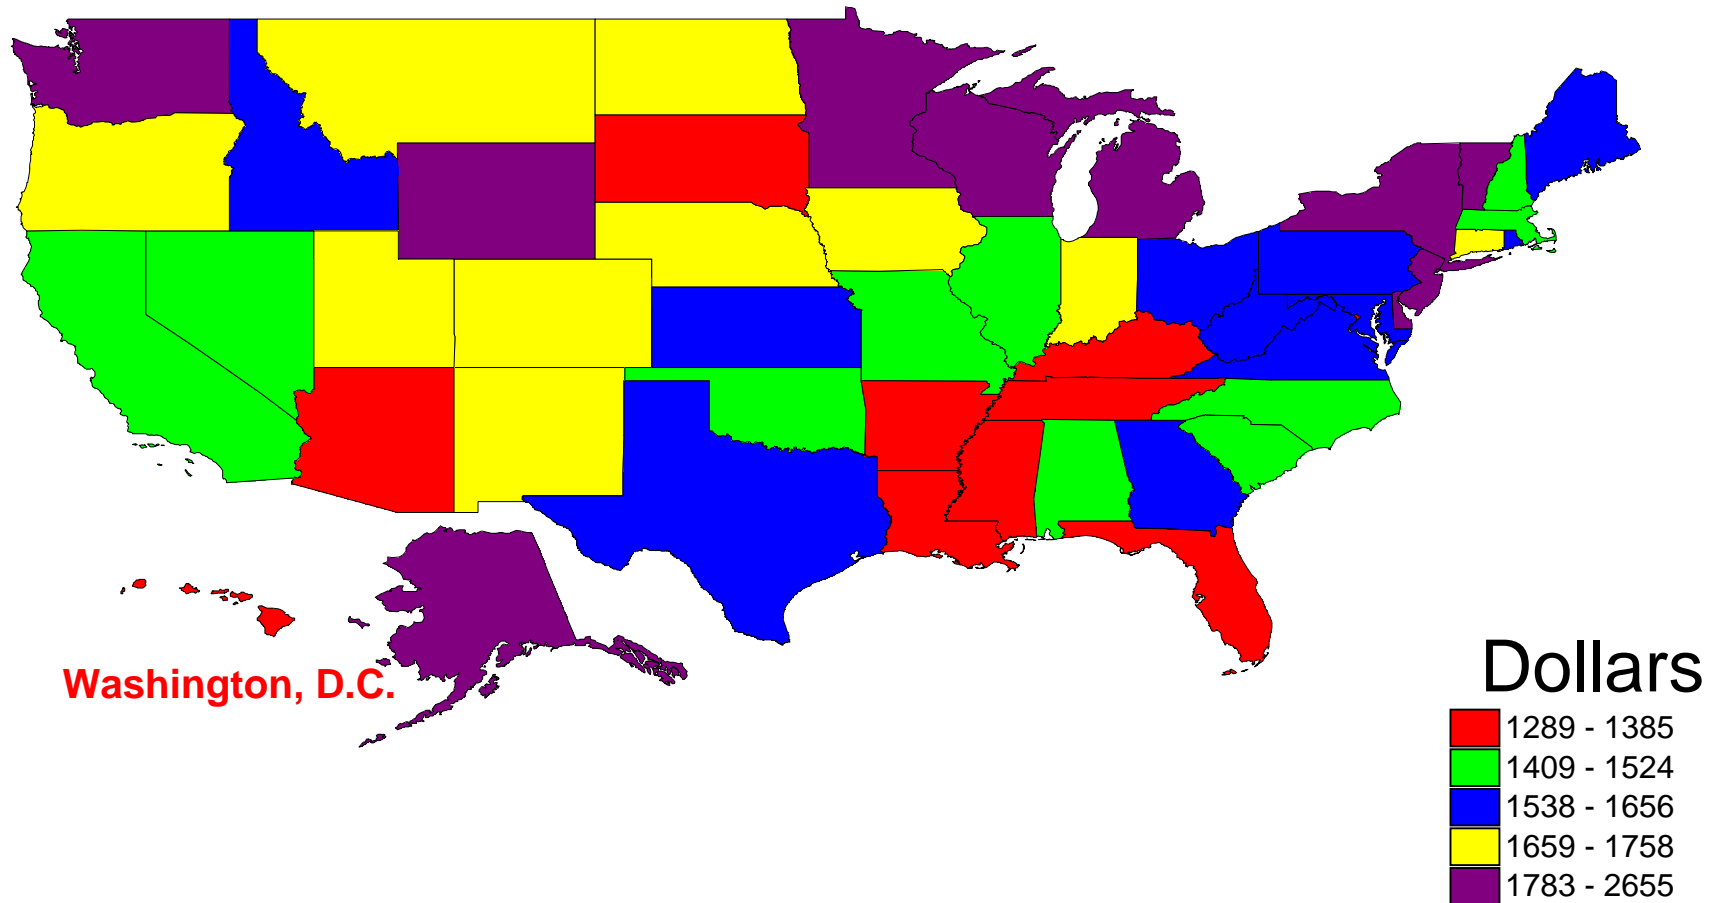 Washington, D.C.
Dollars
1289 - 1385
1409 - 1524
1538 - 1656
1659 - 1758
1783 - 2655